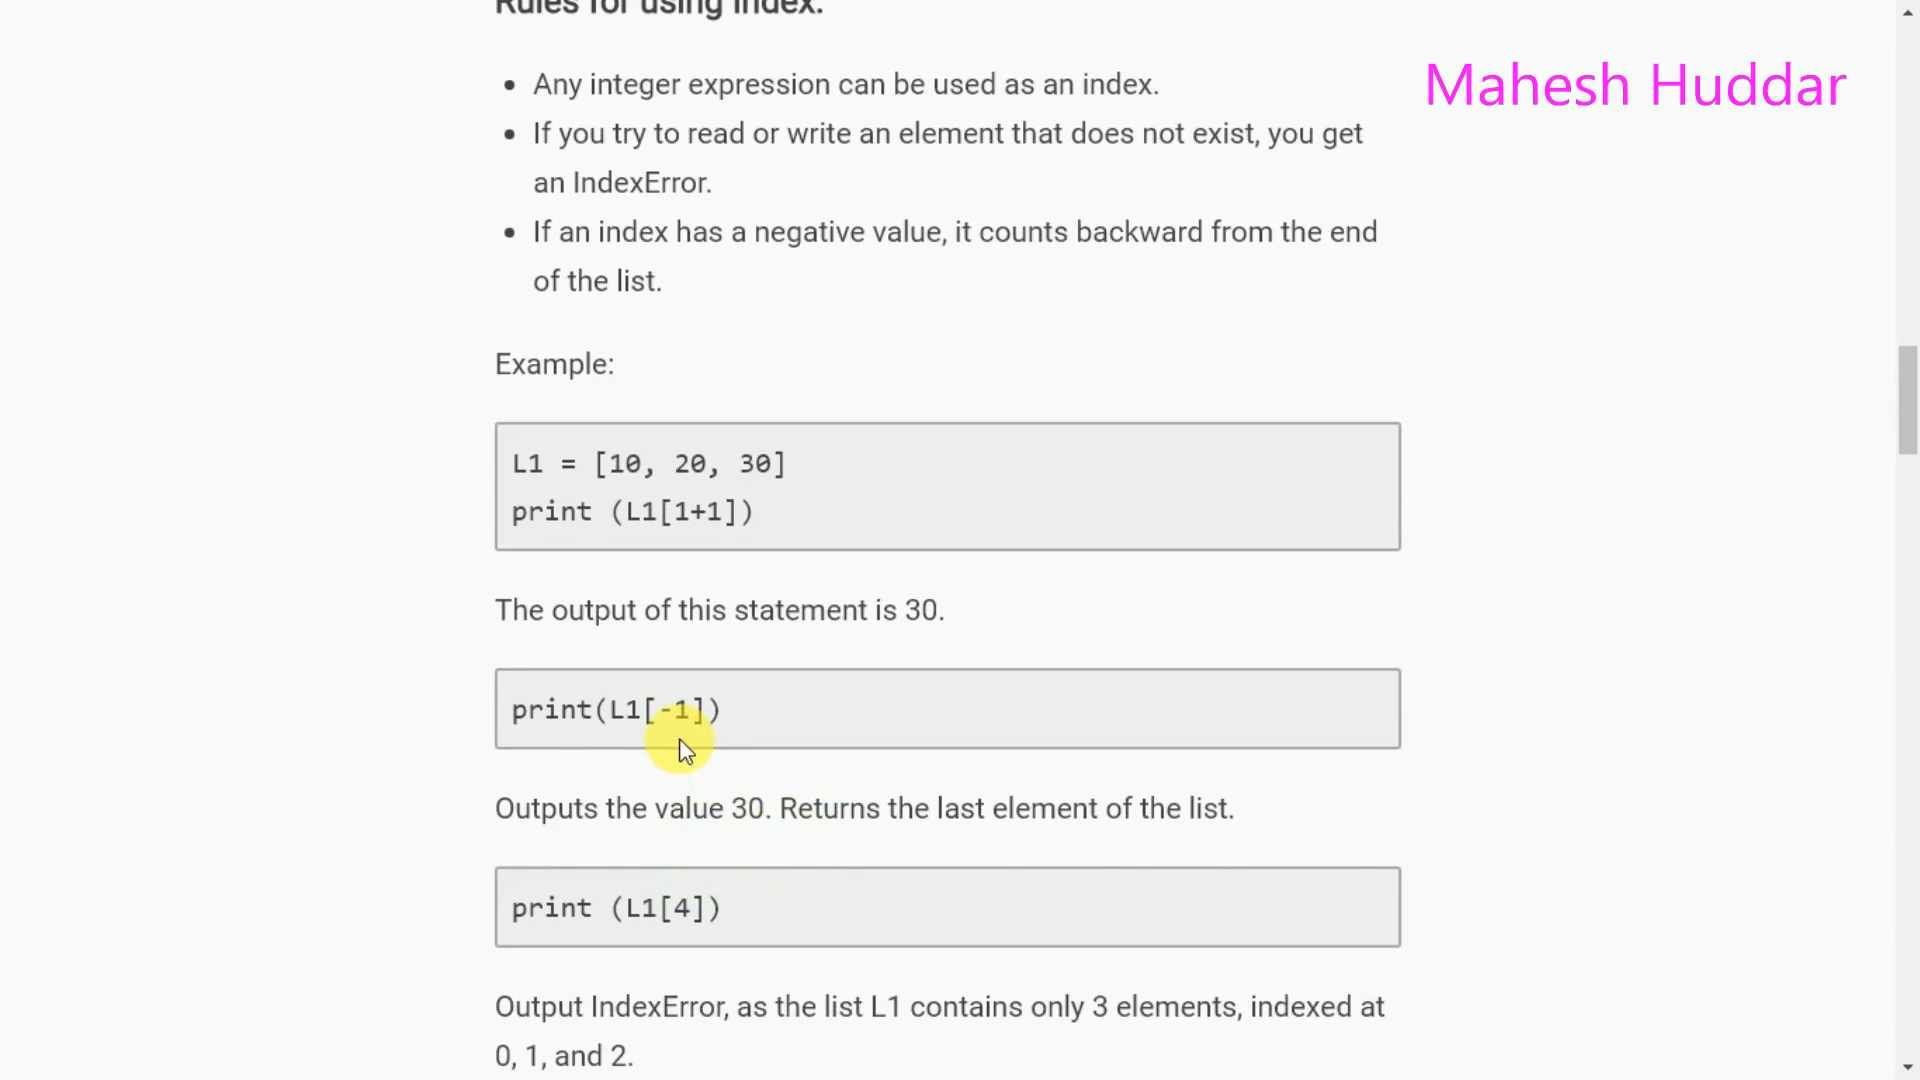 Rules for using index:
Mahesh Huddar
• Any integer expression can be used as an index.
• If you try to read or write an element that does not exist, you get
an IndexError.
• If an index has a negative value, it counts backward from the end
of the list.
Example:
L1 = [10, 20, 30]
print (L1[1+1])
The output of this statement is 30.
print(L1[-1])
Outputs the value 30. Returns the last element of the list.
print (L1[4])
Output IndexError, as the list L1 contains only 3 elements, indexed at
0, 1, and 2.